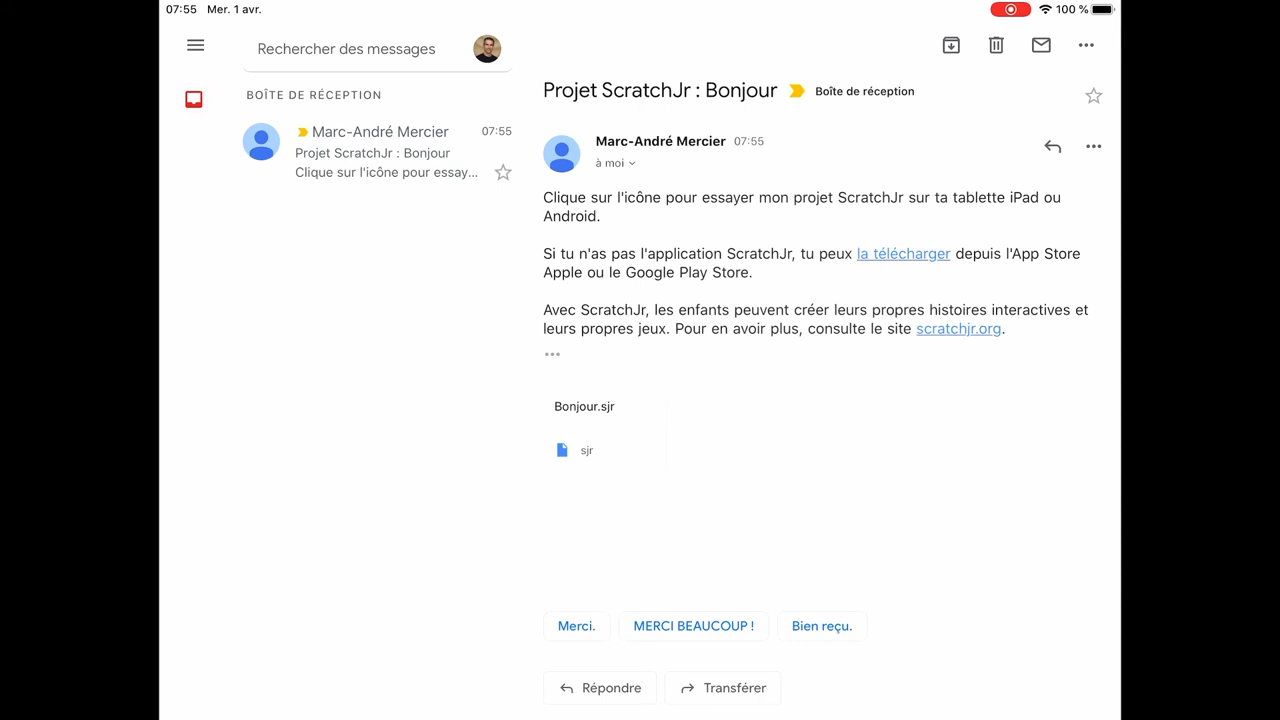 07:55 Mer. 1 avr.
100 %
Rechercher des messages
BOÎTE DE RÉCEPTION
Marc-André Mercier 07:55
Projet ScratchJr : Bonjour
Clique sur l'icône pour essay...
Projet ScratchJr : Bonjour Boîte de réception
Marc-André Mercier 07:55
à moi
Clique sur l'icône pour essayer mon projet ScratchJr sur ta tablette iPad ou
Android.
Si tu n'as pas l'application ScratchJr, tu peux la télécharger depuis l'App Store
Apple ou le Google Play Store.
Avec ScratchJr, les enfants peuvent créer leurs propres histoires interactives et
leurs propres jeux. Pour en avoir plus, consulte le site scratchjr.org.
Bonjour.sjr
sjr
Merci. MERCI BEAUCOUP ! Bien reçu.
Répondre Transférer